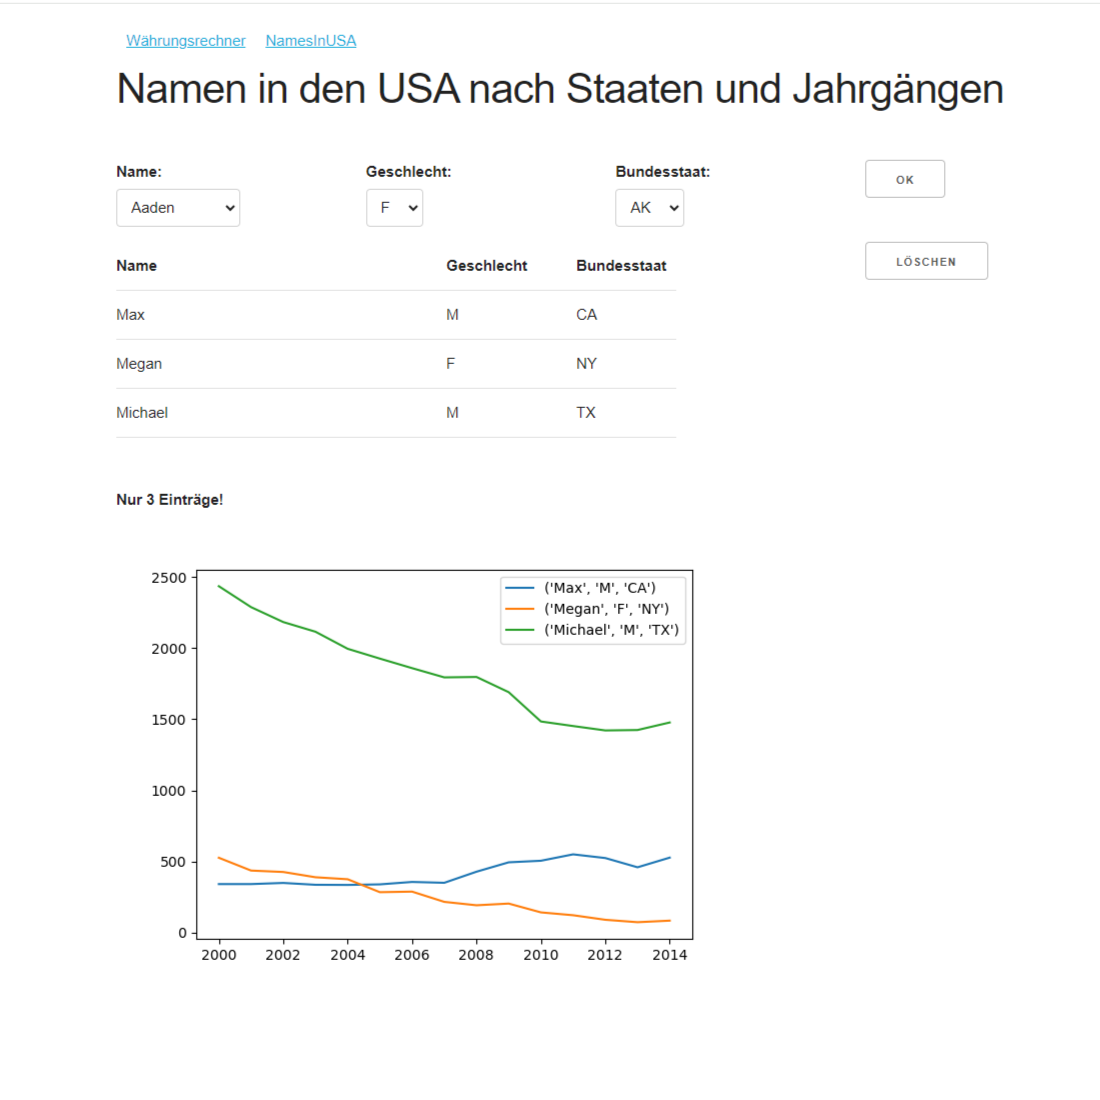 Währungsrechner NamesInUSA
Namen in den USA nach Staaten und Jahrgängen
Name: Geschlecht: Bundesstaat: OK
Aaden F AK
LÖSCHEN
Name Geschlecht Bundesstaat
Max M CA
Megan F NY
Michael M TX
Nur 3 Einträge!
('Max', 'M', 'CA')
('Megan', 'F', 'NY')
('Michael', 'M', 'TX')
2500
2000
1500
1000
500
0
2000 2002 2004 2006 2008 2010 2012 2014